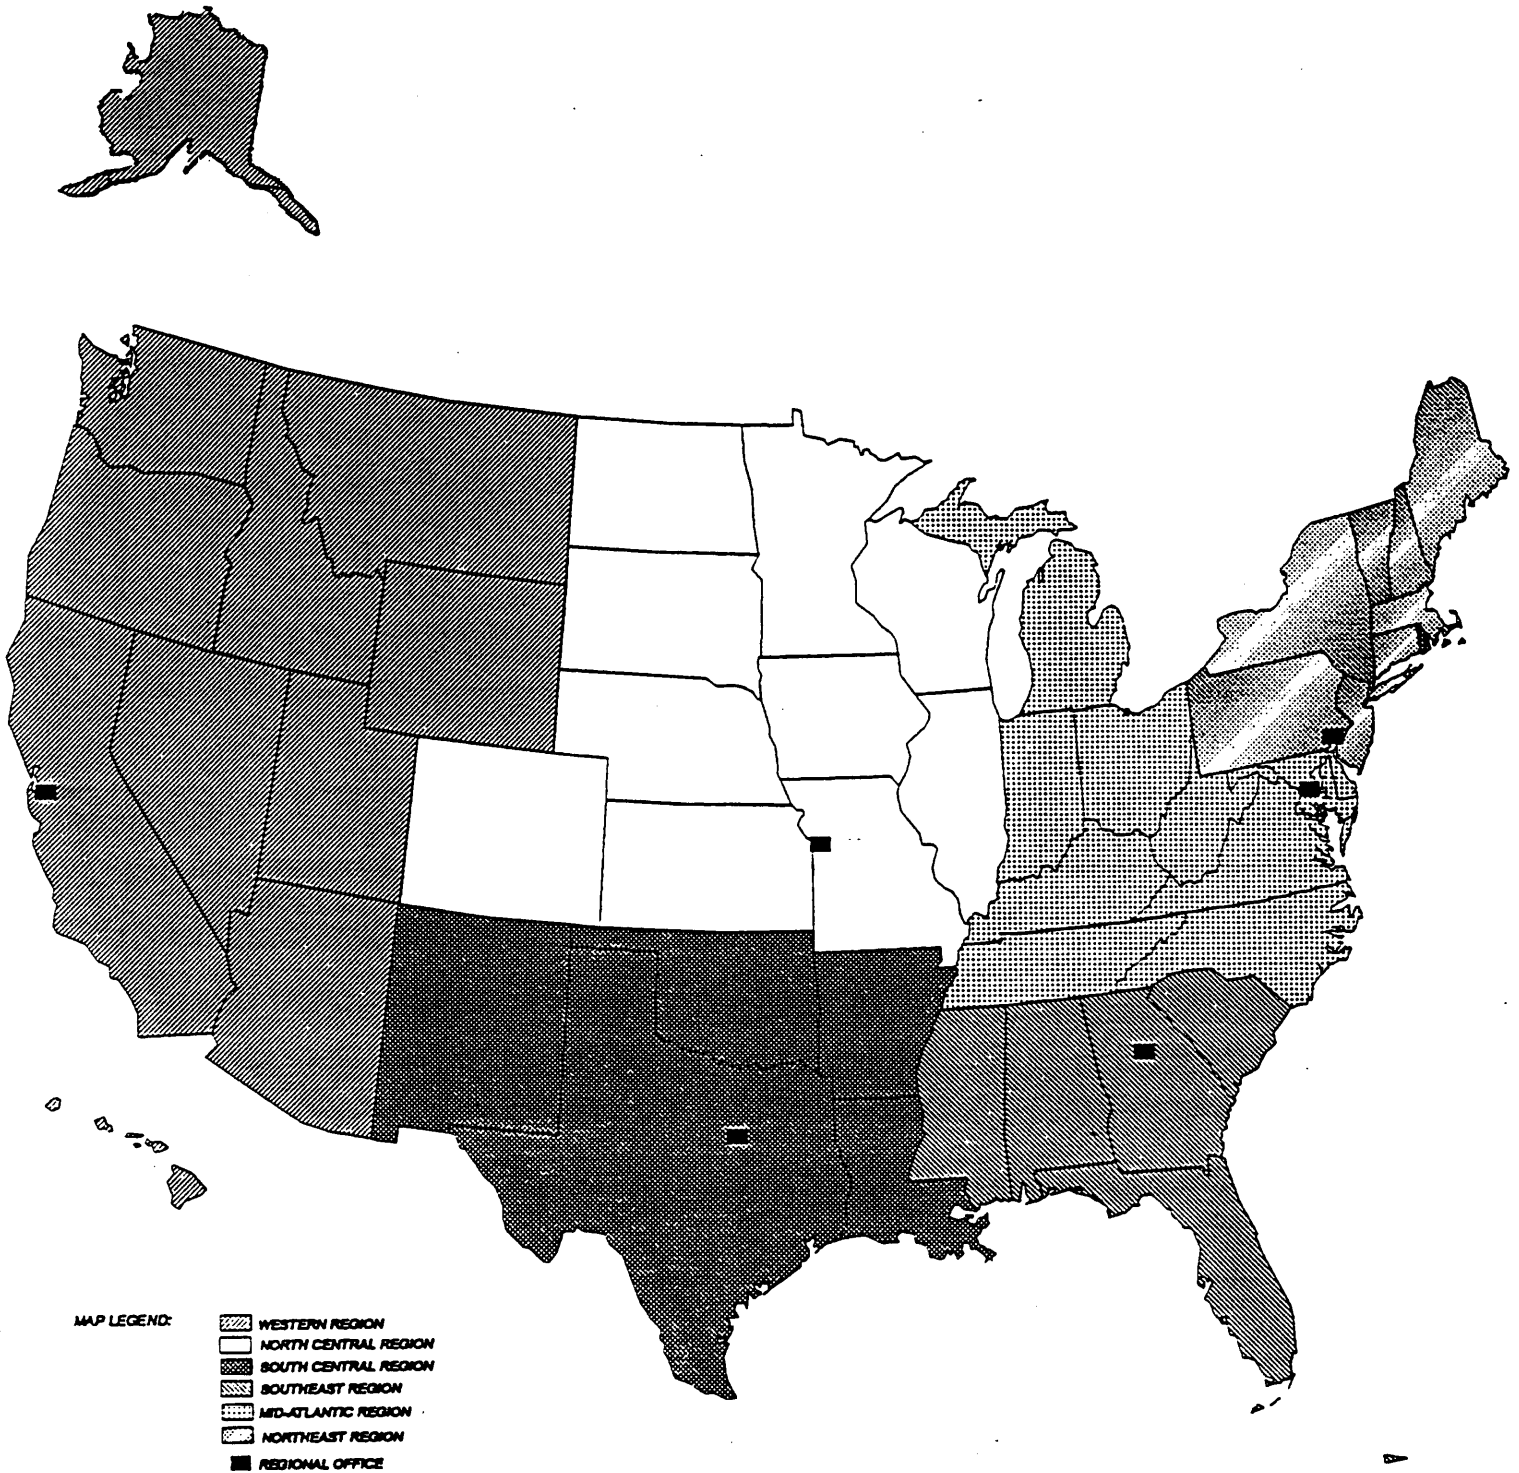 MAP LEGEND:
WESTERN REGION
NORTH CENTRAL REGION
SOUTH CENTRAL REGION
SOUTHEAST REGION
MID-ATLANTIC REGION
NORTHEAST REGION
REGIONAL OFFICE